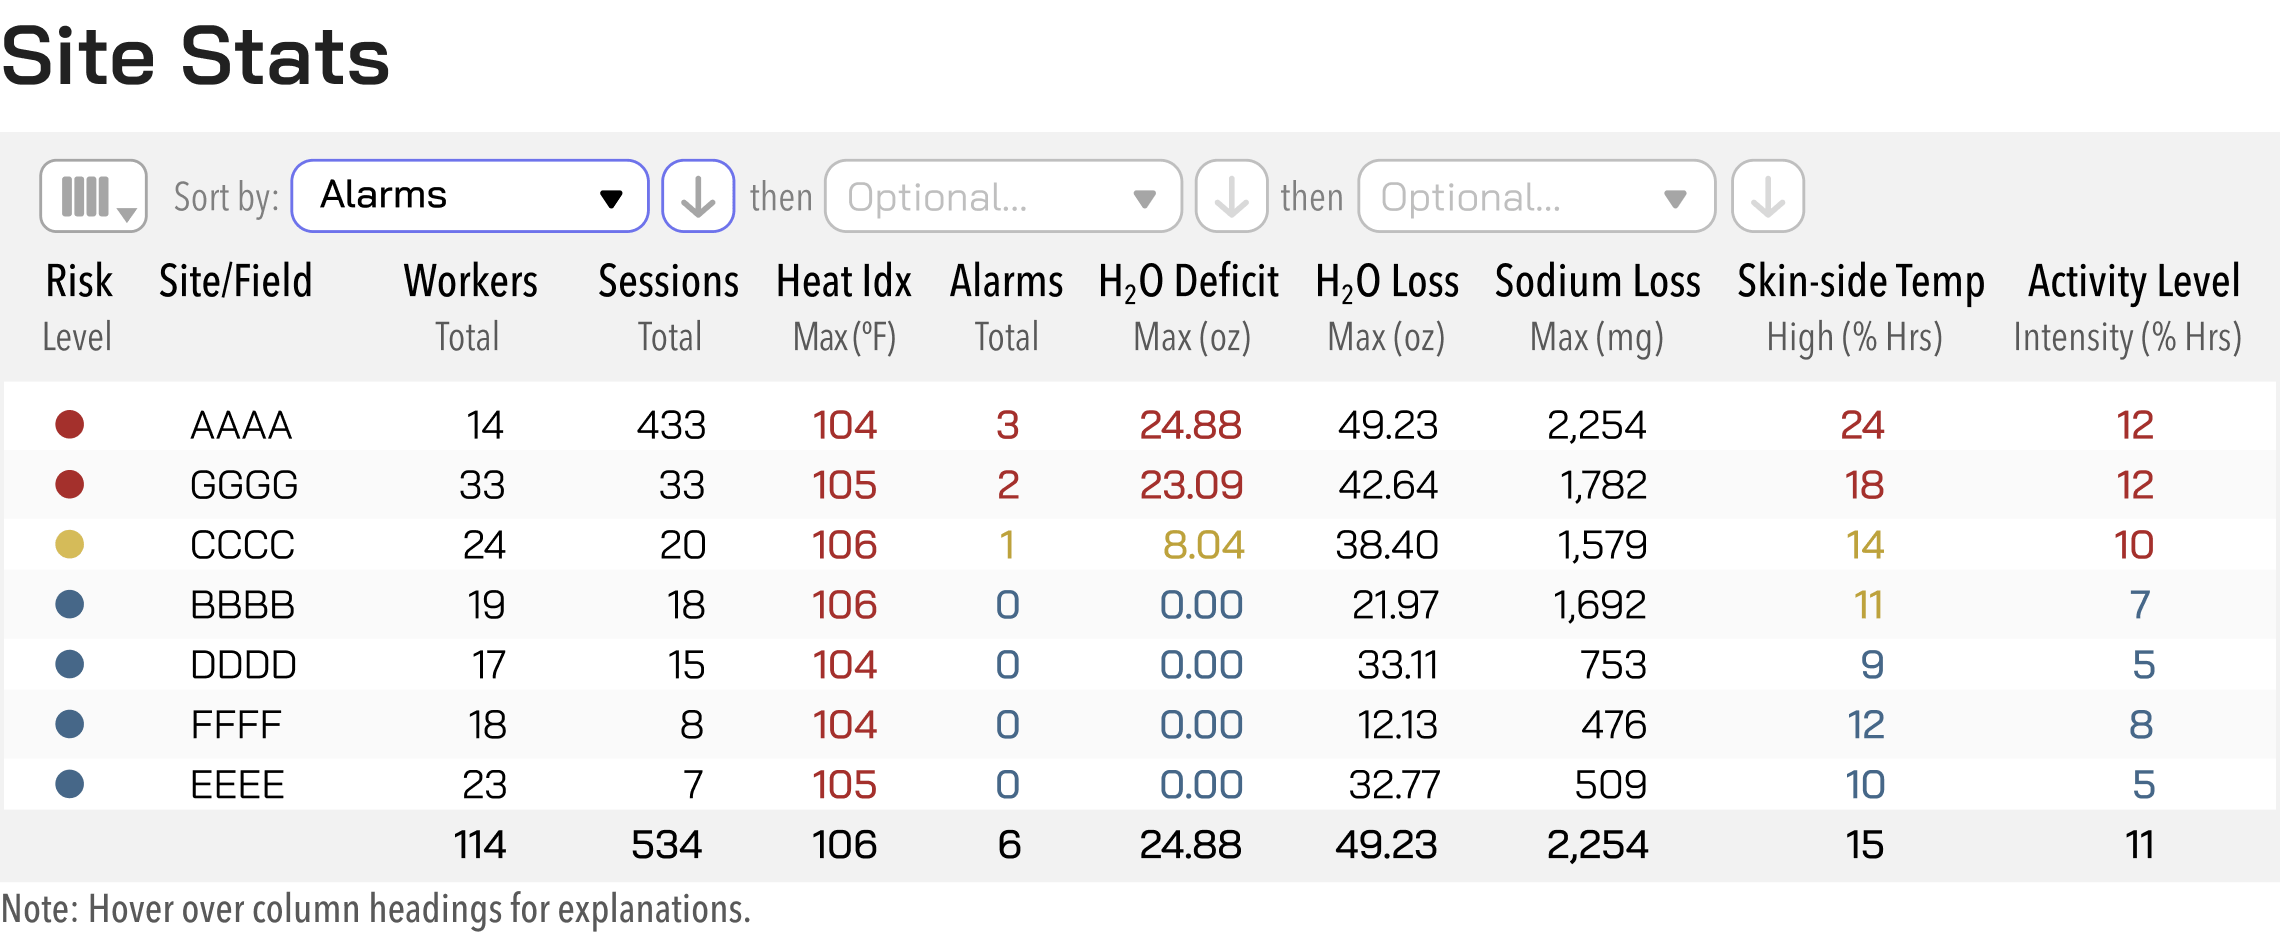 Site Stats
Sort by: Alarms then Optional... then Optional...
Risk Site/Field Workers Sessions Heat Idx Alarms H₂O Deficit H₂O Loss Sodium Loss Skin-side Temp Activity Level
Level Total Total Max (ºF) Total Max (oz) Max (oz) Max (mg) High (% Hrs) Intensity (% Hrs)
AAAA 14 433 104 3 24.88 49.23 2,254 24 12
GGGG 33 33 105 2 23.09 42.64 1,782 18 12
CCCC 24 20 106 1 8.04 38.40 1,579 14 10
BBBB 19 18 106 0 0.00 21.97 1,692 11 7
DDDD 17 15 104 0 0.00 33.11 753 9 5
FFFF 18 8 104 0 0.00 12.13 476 12 8
EEEE 23 7 105 0 0.00 32.77 509 10 5
114 534 106 6 24.88 49.23 2,254 15 11
Note: Hover over column headings for explanations.